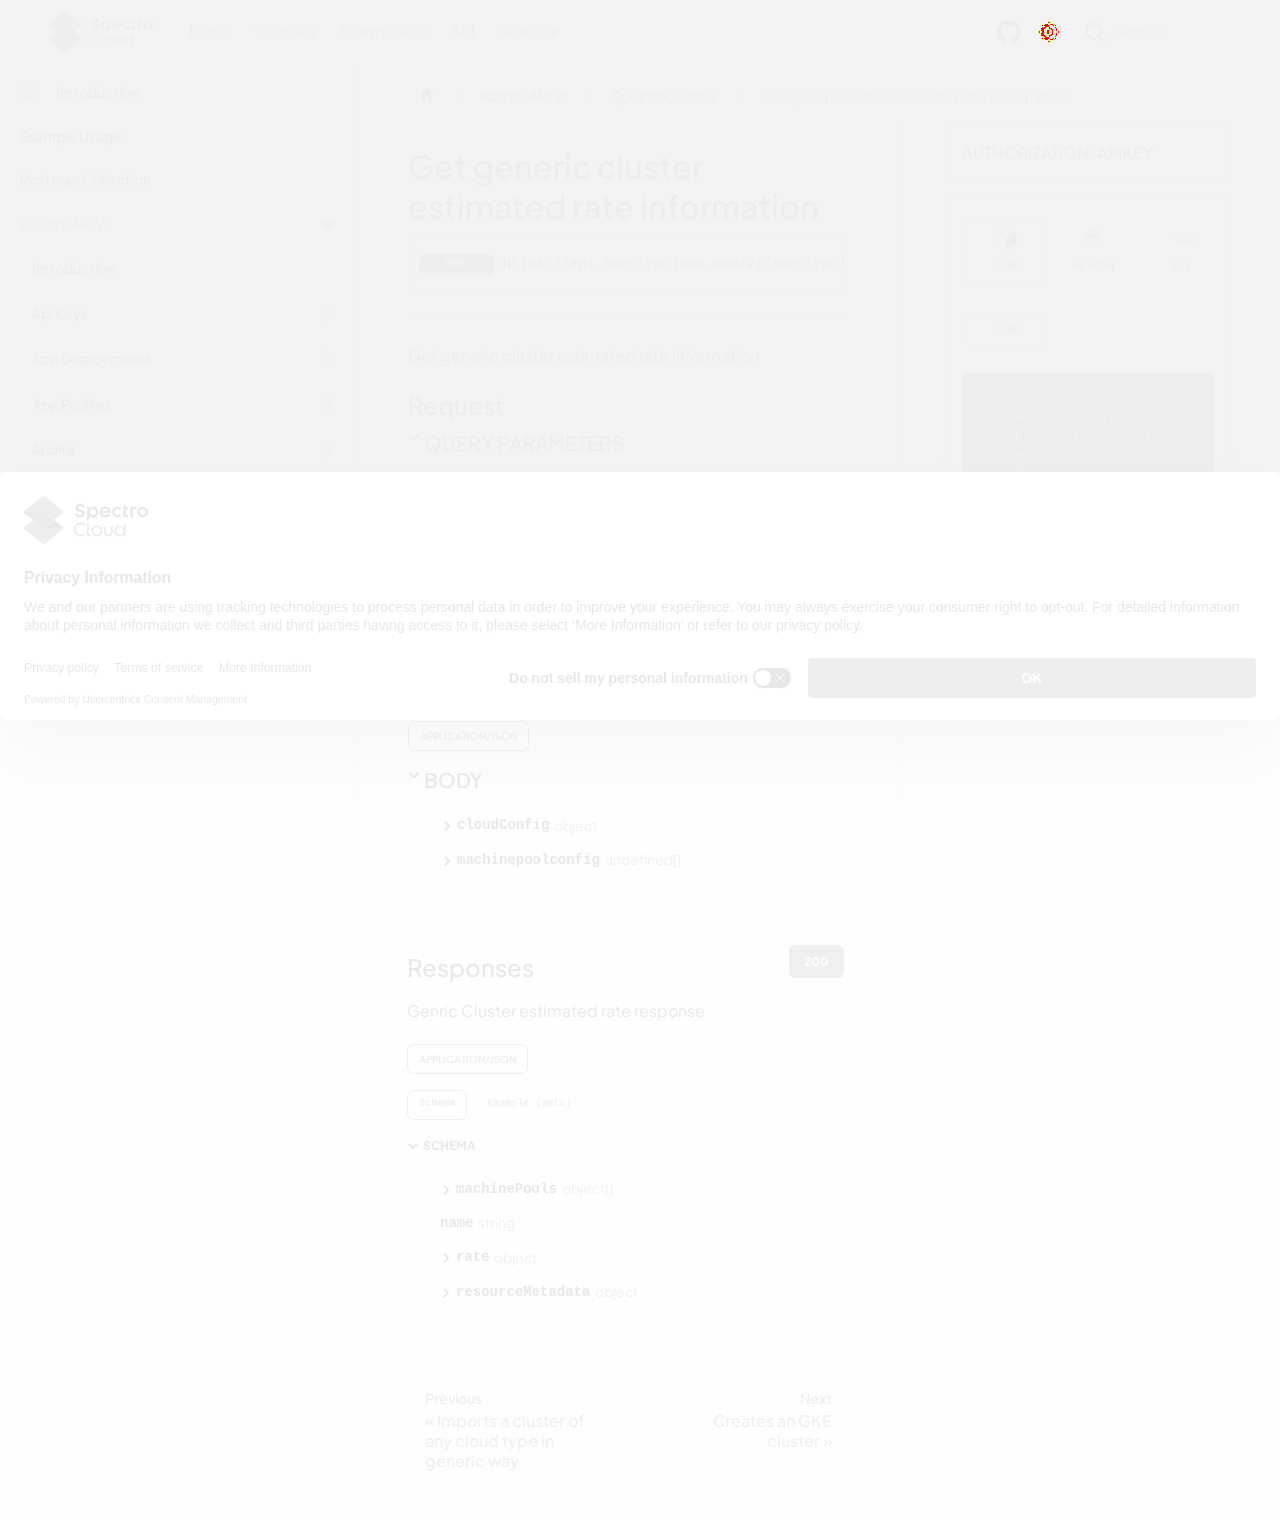 Spectro Cloud
Docs Tutorials Downloads API latest
Search
Introduction
Example Usage
Postman Collection
Palette API V1
Introduction
Api Keys
App Deployments
App Profiles
Audits
Palette API V1
Spectroclusters
Get generic cluster estimated rate information
Get generic cluster
estimated rate information
POST
https://api.spectrocloud.com/v1/spectrocl
Get generic cluster estimated rate information
Request
QUERY PARAMETERS
AUTHORIZATION: APIKEY
CURL
PYTHON
GO
CURL
Spectro
Cloud
Privacy Information
We and our partners are using tracking technologies to process personal data in order to improve your experience. You may always exercise your consumer right to opt-out. For detailed information
about personal information we collect and third parties having access to it, please select ‘More Information’ or refer to our privacy policy.
Privacy policy Terms of service More Information
Powered by Usercentrics Consent Management
Do not sell my personal information
OK
APPLICATION/JSON
BODY
cloudConfig object
machinepoolconfig undefined[]
Responses
200
Genric Cluster estimated rate response
APPLICATION/JSON
Schema Example (auto)
SCHEMA
machinePools object[]
name string
rate object
resourceMetadata object
Previous
« Imports a cluster of
any cloud type in
generic way
Next
Creates an GKE
cluster »